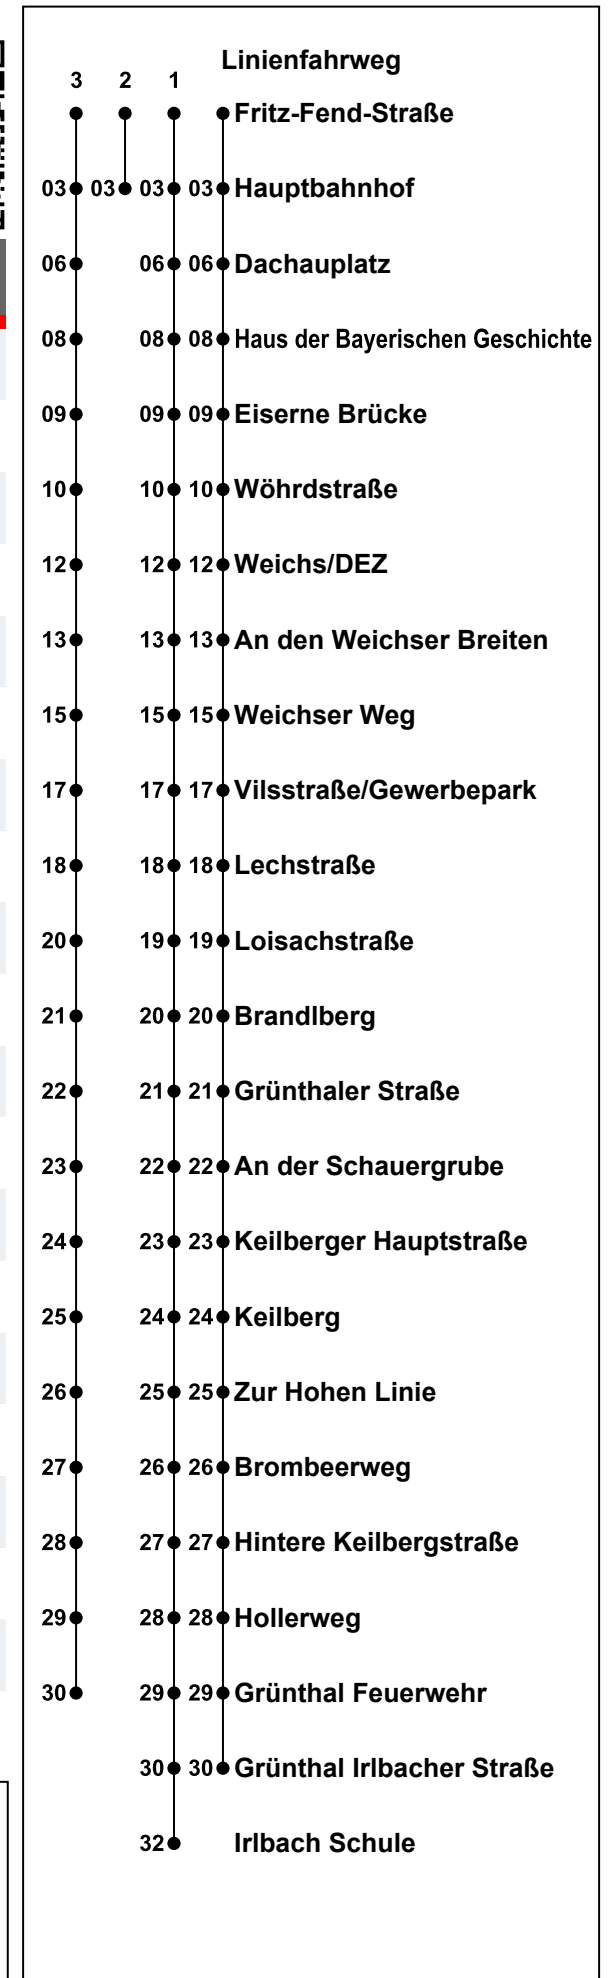 Linienfahrweg
3 2 1
Fritz-Fend-Straße
03 03 03 03 Hauptbahnhof
06 06 06 Dachauplatz
08 08 08 Haus der Bayerischen Geschichte
09 09 09 Eiserne Brücke
10 10 10 Wöhrdstraße
12 12 12 Weichs/DEZ
13 13 13 An den Weichser Breiten
15 15 15 Weichser Weg
17 17 17 Vilsstraße/Gewerbepark
18 18 18 Lechstraße
20 19 19 Loisachstraße
21 20 20 Brandlberg
22 21 21 Grünthaler Straße
23 22 22 An der Schauergrube
24 23 23 Keilberger Hauptstraße
25 24 24 Keilberg
26 25 25 Zur Hohen Linie
27 26 26 Brombeerweg
28 27 27 Hintere Keilbergstraße
29 28 28 Hollerweg
30 29 29 Grünthal Feuerwehr
30 30 Grünthal Irlbacher Straße
32 Irlbach Schule